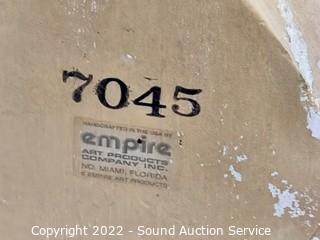 7045
HANDCRAFTED IN THE USA BY
empire
ART PRODUCTS
COMPANY INC.
NO. MIAMI, FLORIDA
© EMPIRE ART PRODUCTS
Copyright 2022 - Sound Auction Service